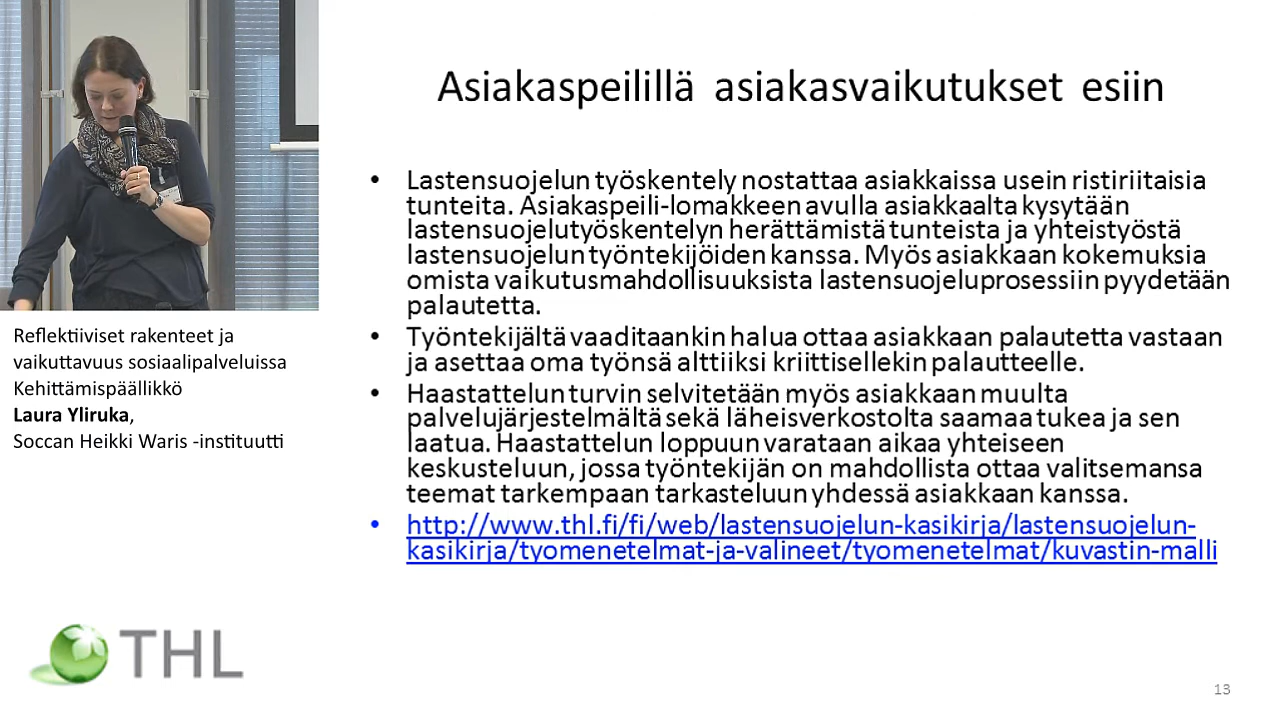 Asiakaspeilillä asiakasvaikutukset esiin
• Lastensuojelun työskentely nostattaa asiakkaissa usein ristiriitaisia
tunteita. Asiakaspeili-lomakkeen avulla asiakkaalta kysytään
lastensuojelutyöskentelyn herättämistä tunteista ja yhteistyöstä
lastensuojelun työntekijöiden kanssa. Myös asiakkaan kokemuksia
omista vaikutusmahdollisuuksista lastensuojeluprosessiin pyydetään
palautetta.
• Työntekijältä vaaditaankin halua ottaa asiakkaan palautetta vastaan
ja asettaa oma työnsä alttiiksi kriittisellekin palautteelle.
• Haastattelun turvin selvitetään myös asiakkaan muulta
palvelujärjestelmältä sekä läheisverkostolta saamaa tukea ja sen
laatua. Haastattelun loppuun varataan aikaa yhteiseen
keskusteluun, jossa työntekijän on mahdollista ottaa valitsemansa
teemat tarkempaan tarkasteluun yhdessä asiakkaan kanssa.
• http://www.thl.fi/fi/web/lastensuojelun-kasikirja/lastensuojelun-
kasikirja/tyomenetelmat-ja-valineet/tyomenetelmat/kuvastin-malli
Reflektiiviset rakenteet ja
vaikuttavuus sosiaalipalveluissa
Kehittämispäällikkö
Laura Yliruka,
Soccan Heikki Waris -instituutti
THL
13